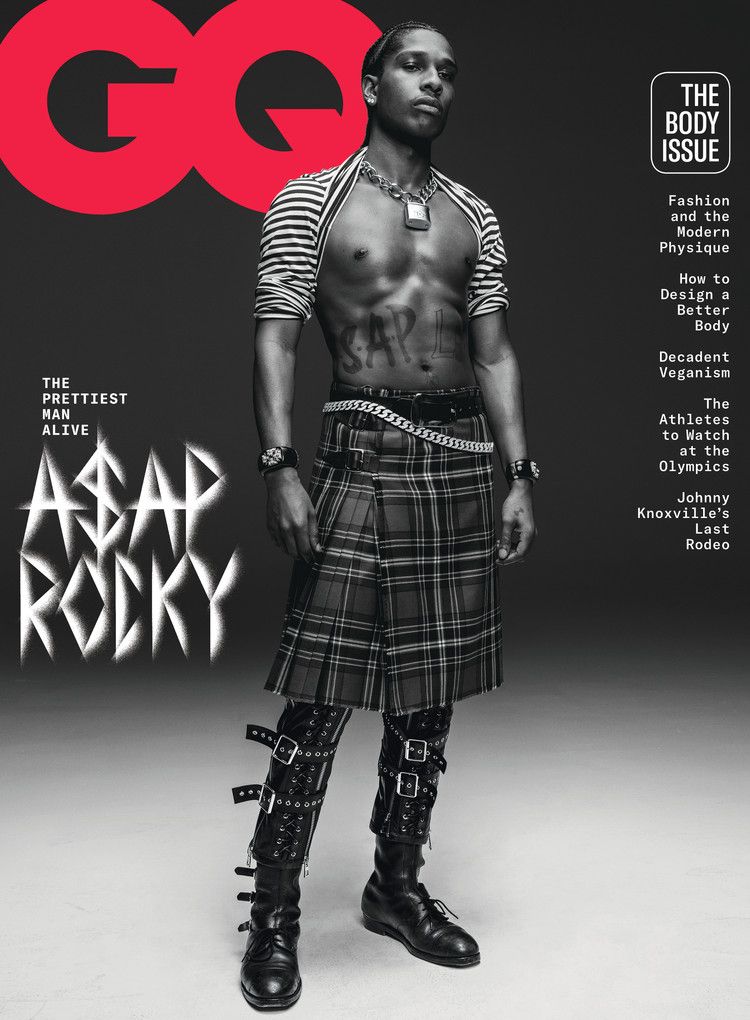 GQ
THE
BODY
ISSUE
Fashion
and the
Modern
Physique
How to
Design a
Better
Body
Decadent
Veganism
The
Athletes
to Watch
at the
Olympics
Johnny
Knoxville’s
Last
Rodeo
THE
PRETTIEST
MAN
ALIVE
A$AP
ROCKY
SAP L